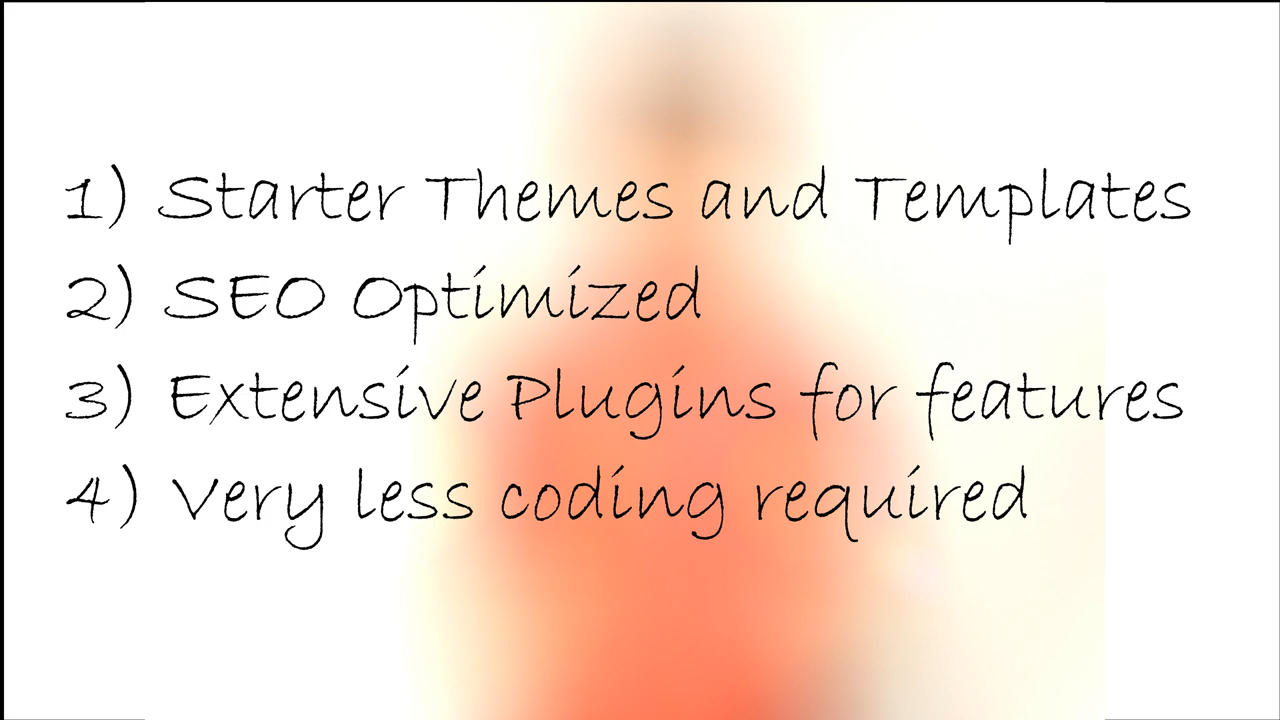 1) Starter Themes and Templates
2) SEO Optimized
3) Extensive Plugins for features
4) Very less coding required